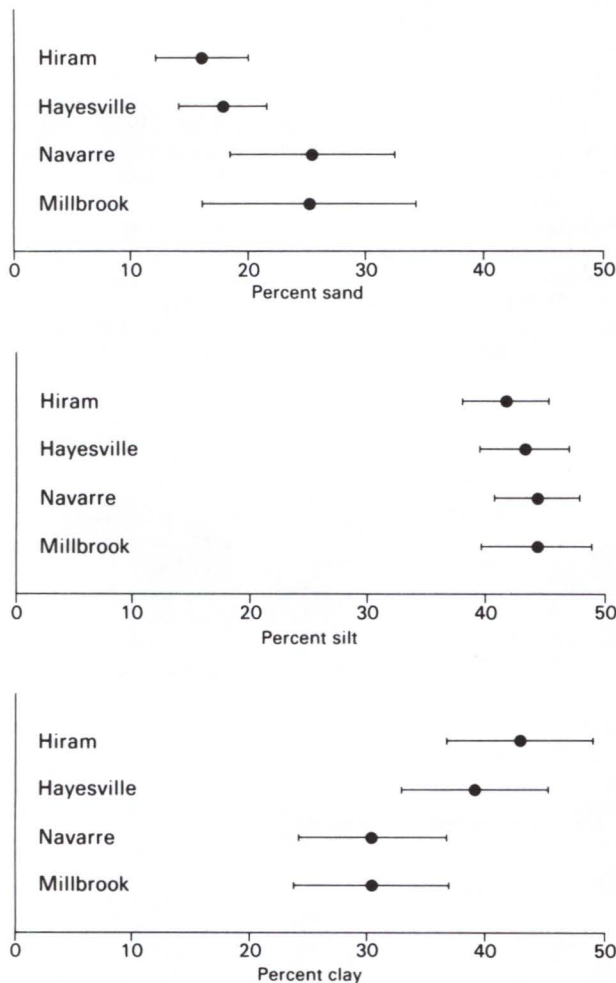 Hiram
Hayesville
Navarre
Millbrook
0 10 20 30 40 50
Percent sand
Hiram
Hayesville
Navarre
Millbrook
0 10 20 30 40 50
Percent silt
Hiram
Hayesville
Navarre
Millbrook
0 10 20 30 40 50
Percent clay